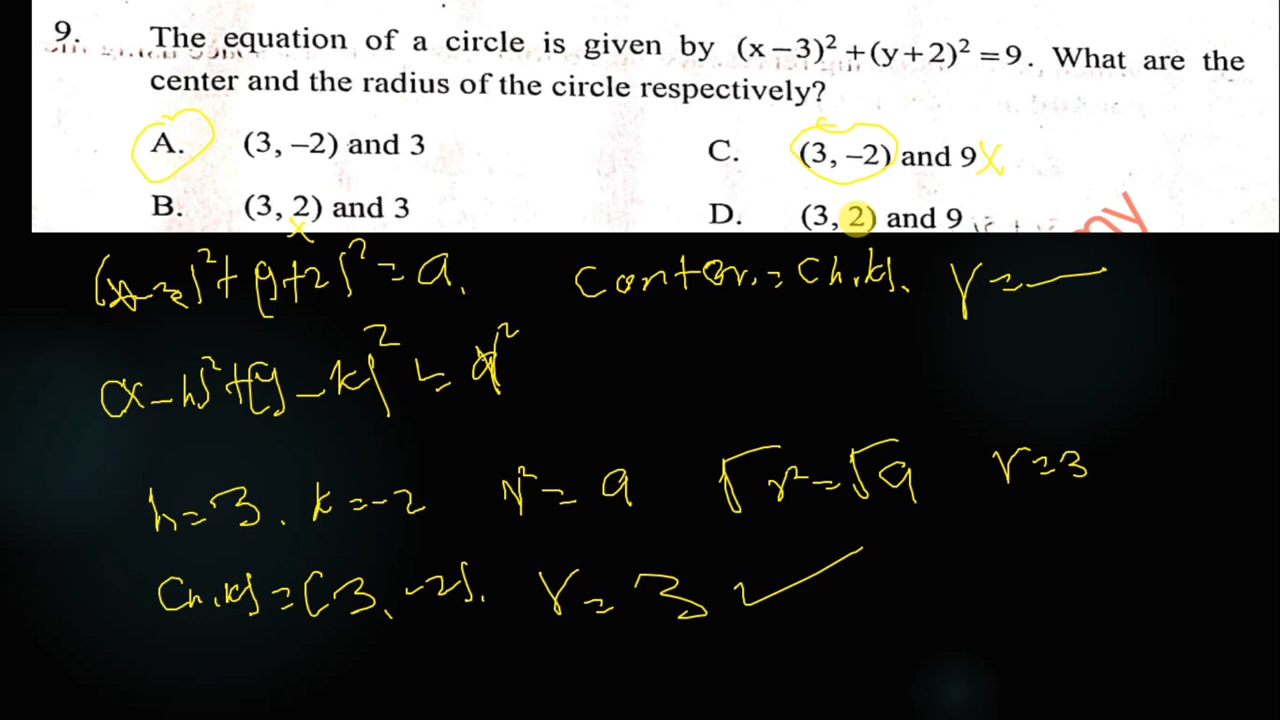 9. The equation of a circle is given by (x−3)² +(y+2)² =9. What are the
center and the radius of the circle respectively?
A. (3, –2) and 3
C. (3, –2) and 9 x
B. (3, 2) and 3
x
D. (3, 2) and 9
my
(x-3)²+(y+2)²=9.
Center.=(h,k).
r=
(x-h)²+(y-k)²=r²
h=3. k=-2
r²=9
√r²=√9
r=3
(h,k)=(3,-2).
r=3 ✓